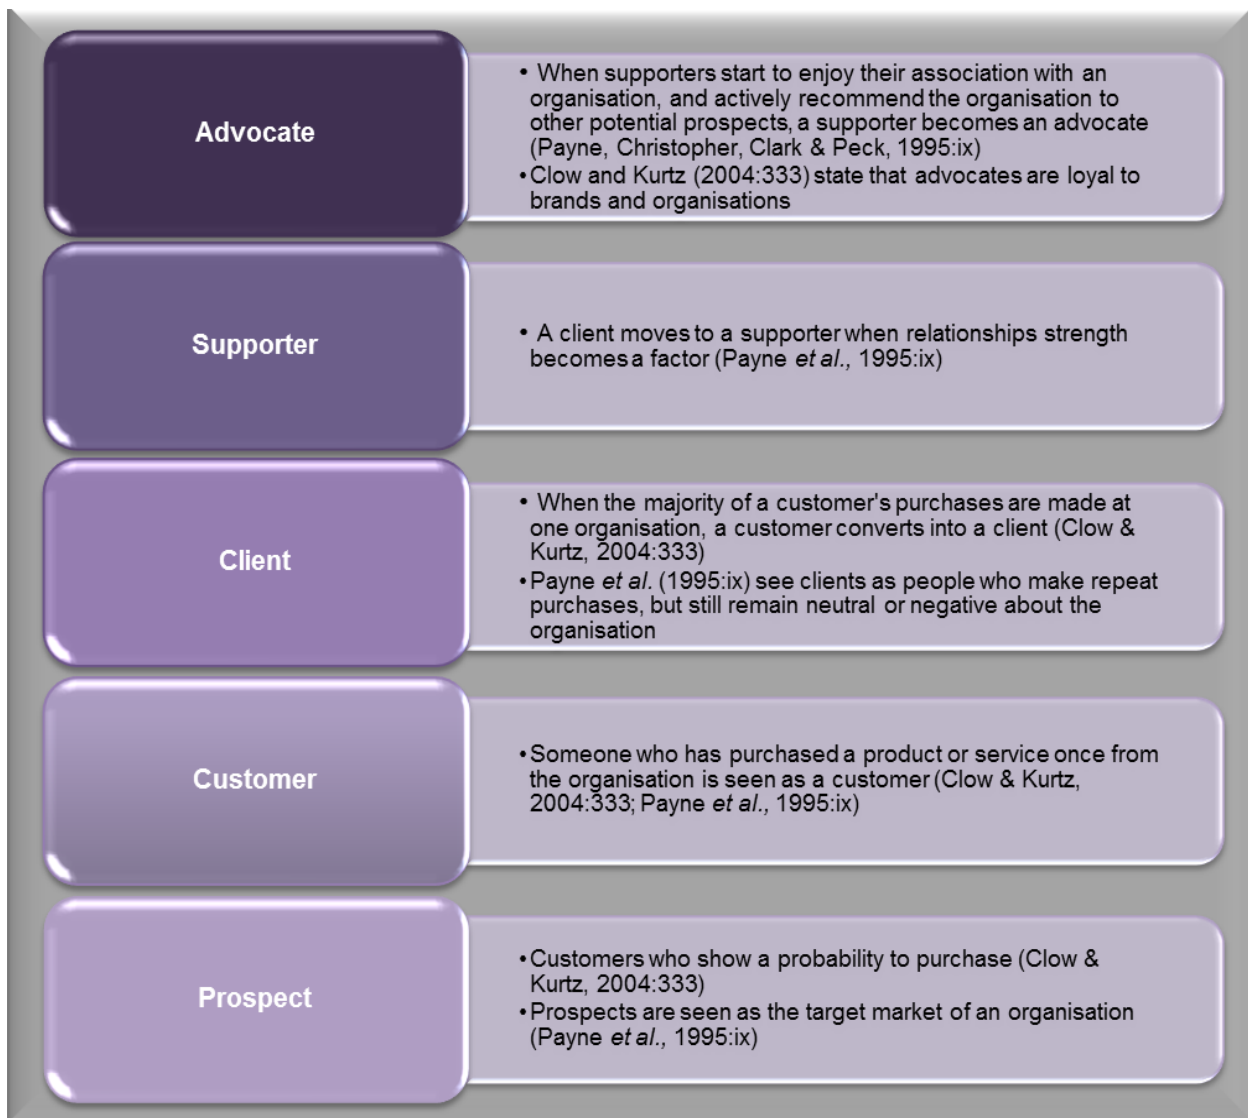 Advocate
• When supporters start to enjoy their association with an
organisation, and actively recommend the organisation to
other potential prospects, a supporter becomes an advocate
(Payne, Christopher, Clark & Peck, 1995:ix)
•Clow and Kurtz (2004:333) state that advocates are loyal to
brands and organisations
Supporter
• A client moves to a supporter when relationships strength
becomes a factor (Payne et al., 1995:ix)
Client
• When the majority of a customer's purchases are made at
one organisation, a customer converts into a client (Clow &
Kurtz, 2004:333)
•Payne et al. (1995:ix) see clients as people who make repeat
purchases, but still remain neutral or negative about the
organisation
Customer
•Someone who has purchased a product or service once from
the organisation is seen as a customer (Clow & Kurtz,
2004:333; Payne et al., 1995:ix)
Prospect
•Customers who show a probability to purchase (Clow &
Kurtz, 2004:333)
•Prospects are seen as the target market of an organisation
(Payne et al., 1995:ix)